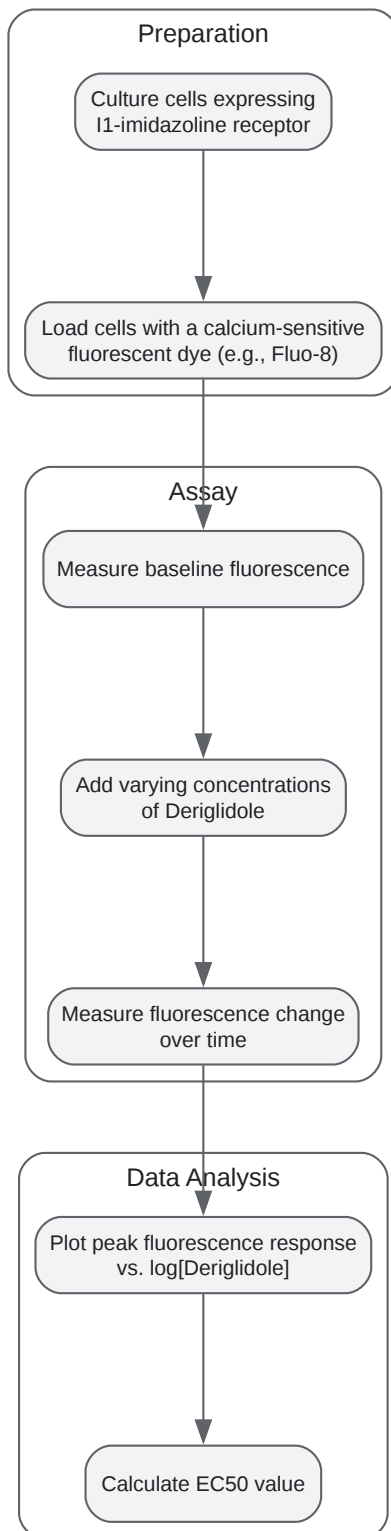 Preparation
Culture cells expressing
I1-imidazoline receptor
Load cells with a calcium-sensitive
fluorescent dye (e.g., Fluo-8)
Assay
Measure baseline fluorescence
Add varying concentrations
of Deriglidole
Measure fluorescence change
over time
Data Analysis
Plot peak fluorescence response
vs. log[Deriglidole]
Calculate EC50 value